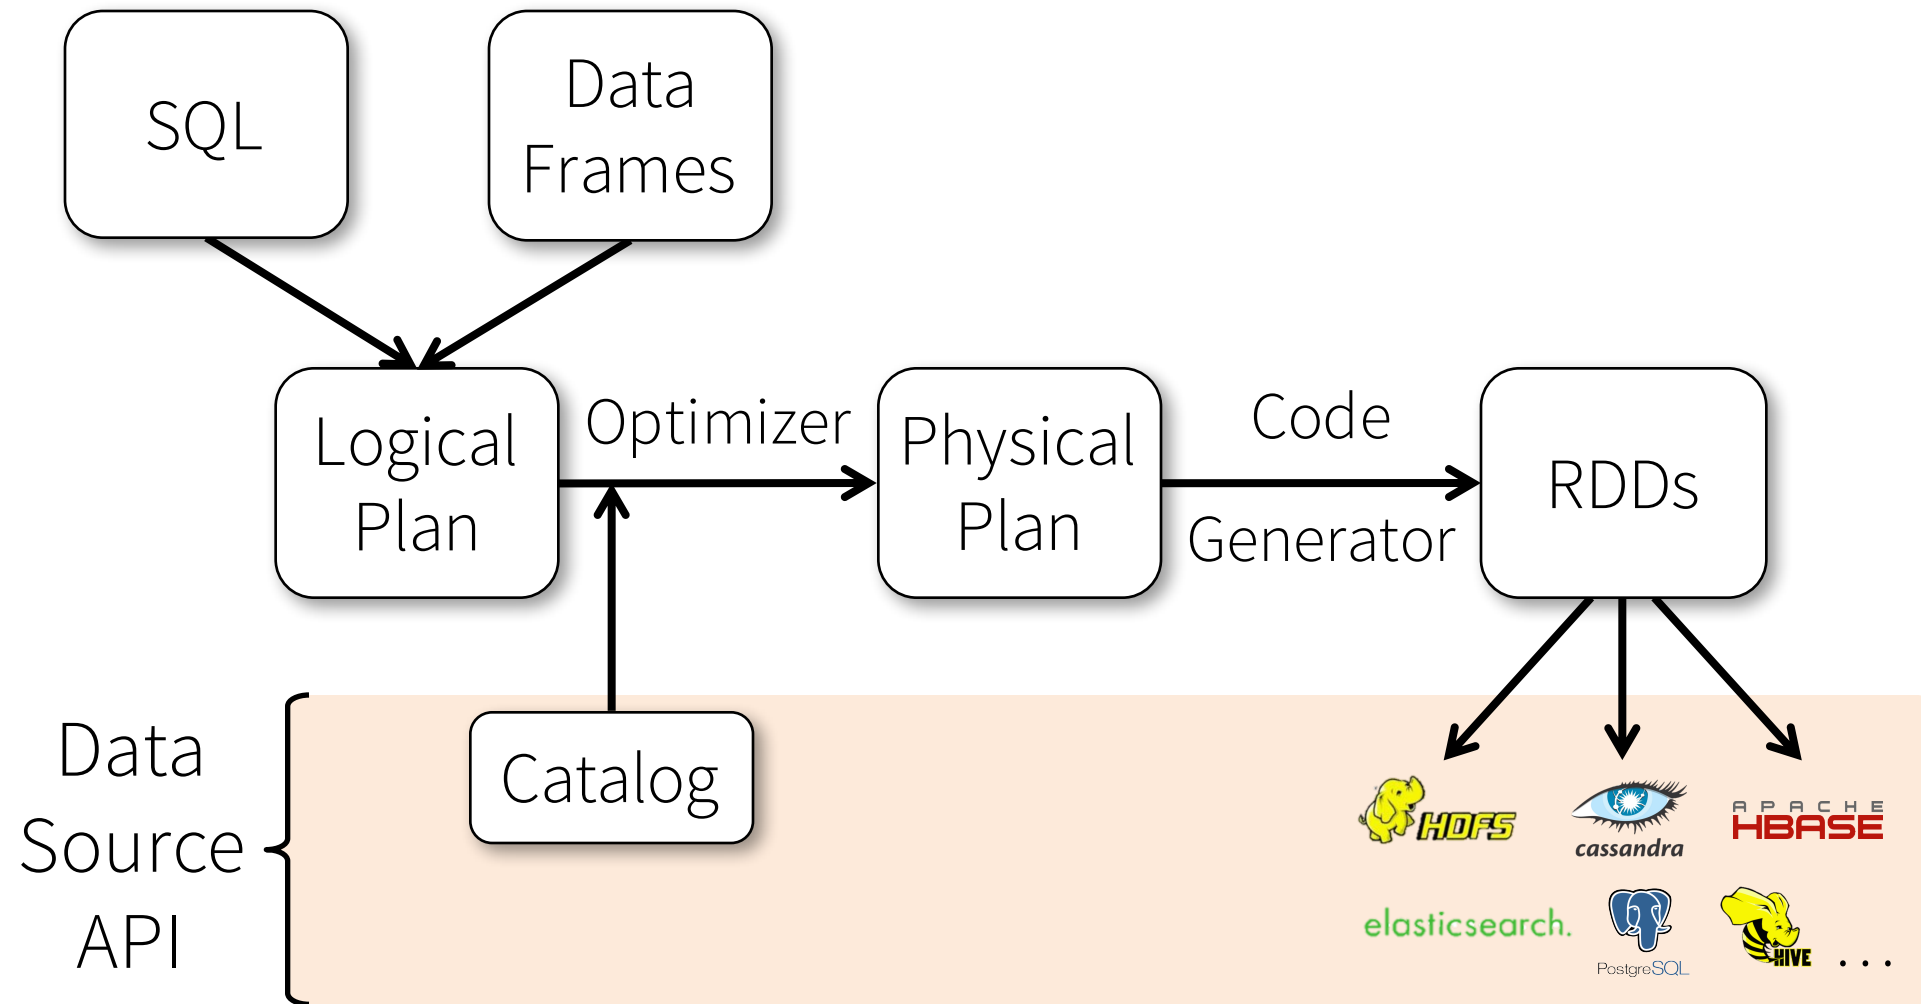 SQL
Data
Frames
Logical
Plan
Optimizer
Physical
Plan
Code
Generator
RDDs
Data
Source
API
Catalog
HDFS
cassandra
APACHE
HBASE
elasticsearch.
PostgreSQL
HIVE
...